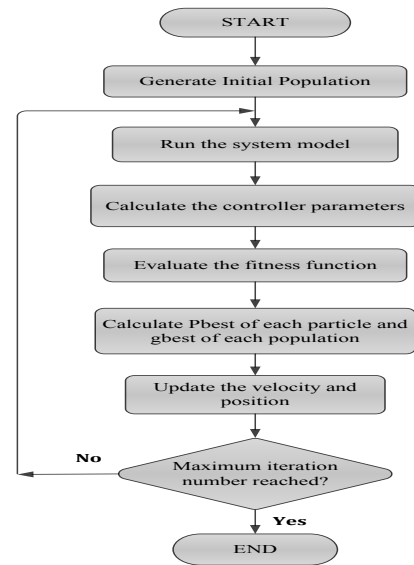 START
Generate Initial Population
Run the system model
Calculate the controller parameters
Evaluate the fitness function
Calculate Pbest of each particle and
gbest of each population
Update the velocity and
position
No
Maximum iteration
number reached?
Yes
END